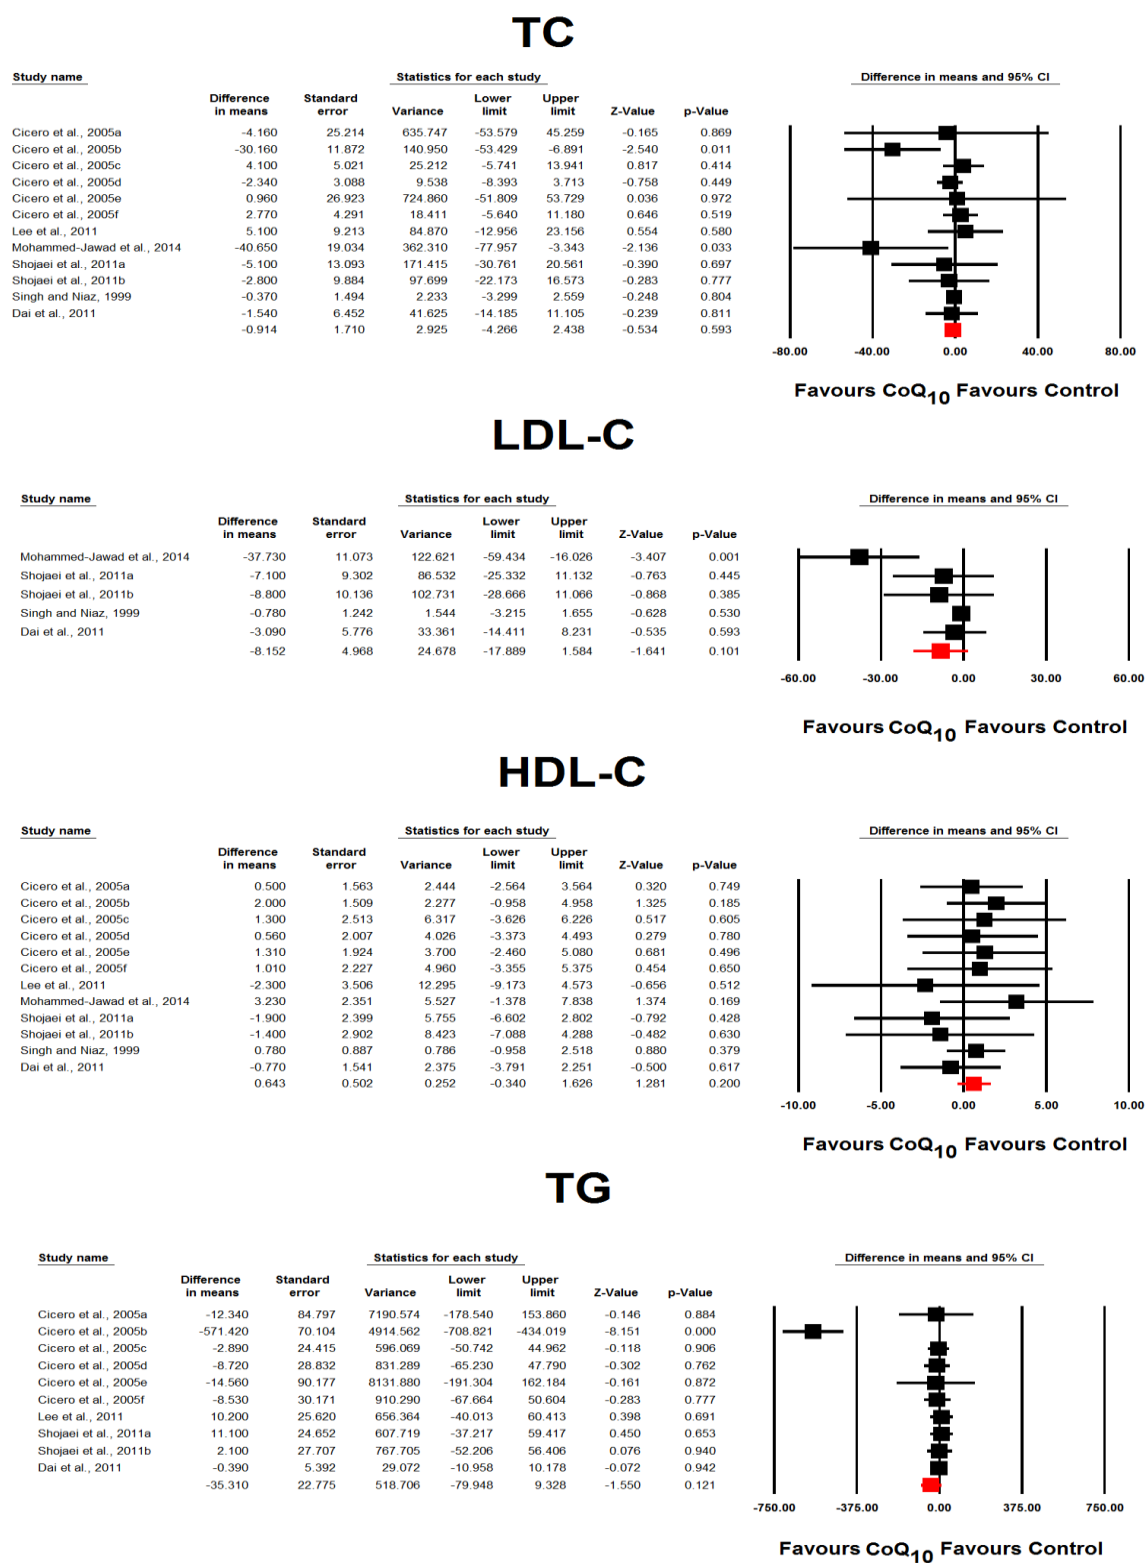 TC
Study name Statistics for each study Difference in means and 95% CI
Difference in means Standard error Variance Lower limit Upper limit Z-Value p-Value
Cicero et al., 2005a -4.160 25.214 635.747 -53.579 45.259 -0.165 0.869
Cicero et al., 2005b -30.160 11.872 140.950 -53.429 -6.891 -2.540 0.011
Cicero et al., 2005c 4.100 5.021 25.212 -5.741 13.941 0.817 0.414
Cicero et al., 2005d -2.340 3.088 9.538 -8.393 3.713 -0.758 0.449
Cicero et al., 2005e 0.960 26.923 724.860 -51.809 53.729 0.036 0.972
Cicero et al., 2005f 2.770 4.291 18.411 -5.640 11.180 0.646 0.519
Lee et al., 2011 5.100 9.213 84.870 -12.956 23.156 0.554 0.580
Mohammed-Jawad et al., 2014 -40.650 19.034 362.310 -77.957 -3.343 -2.136 0.033
Shojaei et al., 2011a -5.100 13.093 171.415 -30.761 20.561 -0.390 0.697
Shojaei et al., 2011b -2.800 9.884 97.699 -22.173 16.573 -0.283 0.777
Singh and Niaz, 1999 -0.370 1.494 2.233 -3.299 2.559 -0.248 0.804
Dai et al., 2011 -1.540 6.452 41.625 -14.185 11.105 -0.239 0.811
-0.914 1.710 2.925 -4.266 2.438 -0.534 0.593
-80.00 -40.00 0.00 40.00 80.00
Favours CoQ10 Favours Control
LDL-C
Study name Statistics for each study Difference in means and 95% CI
Difference in means Standard error Variance Lower limit Upper limit Z-Value p-Value
Mohammed-Jawad et al., 2014 -37.730 11.073 122.621 -59.434 -16.026 -3.407 0.001
Shojaei et al., 2011a -7.100 9.302 86.532 -25.332 11.132 -0.763 0.445
Shojaei et al., 2011b -8.800 10.136 102.731 -28.666 11.066 -0.868 0.385
Singh and Niaz, 1999 -0.780 1.242 1.544 -3.215 1.655 -0.628 0.530
Dai et al., 2011 -3.090 5.776 33.361 -14.411 8.231 -0.535 0.593
-8.152 4.968 24.678 -17.889 1.584 -1.641 0.101
-60.00 -30.00 0.00 30.00 60.00
Favours CoQ10 Favours Control
HDL-C
Study name Statistics for each study Difference in means and 95% CI
Difference in means Standard error Variance Lower limit Upper limit Z-Value p-Value
Cicero et al., 2005a 0.500 1.563 2.444 -2.564 3.564 0.320 0.749
Cicero et al., 2005b 2.000 1.509 2.277 -0.958 4.958 1.325 0.185
Cicero et al., 2005c 1.300 2.513 6.317 -3.626 6.226 0.517 0.605
Cicero et al., 2005d 0.560 2.007 4.026 -3.373 4.493 0.279 0.780
Cicero et al., 2005e 1.310 1.924 3.700 -2.460 5.080 0.681 0.496
Cicero et al., 2005f 1.010 2.227 4.960 -3.355 5.375 0.454 0.650
Lee et al., 2011 -2.300 3.506 12.295 -9.173 4.573 -0.656 0.512
Mohammed-Jawad et al., 2014 3.230 2.351 5.527 -1.378 7.838 1.374 0.169
Shojaei et al., 2011a -1.900 2.399 5.755 -6.602 2.802 -0.792 0.428
Shojaei et al., 2011b -1.400 2.902 8.423 -7.088 4.288 -0.482 0.630
Singh and Niaz, 1999 0.780 0.887 0.786 -0.958 2.518 0.880 0.379
Dai et al., 2011 -0.770 1.541 2.375 -3.791 2.251 -0.500 0.617
0.643 0.502 0.252 -0.340 1.626 1.281 0.200
-10.00 -5.00 0.00 5.00 10.00
Favours CoQ10 Favours Control
TG
Study name Statistics for each study Difference in means and 95% CI
Difference in means Standard error Variance Lower limit Upper limit Z-Value p-Value
Cicero et al., 2005a -12.340 84.797 7190.574 -178.540 153.860 -0.146 0.884
Cicero et al., 2005b -571.420 70.104 4914.562 -708.821 -434.019 -8.151 0.000
Cicero et al., 2005c -2.890 24.415 596.069 -50.742 44.962 -0.118 0.906
Cicero et al., 2005d -8.720 28.832 831.289 -65.230 47.790 -0.302 0.762
Cicero et al., 2005e -14.560 90.177 8131.880 -191.304 162.184 -0.161 0.872
Cicero et al., 2005f -8.530 30.171 910.290 -67.664 50.604 -0.283 0.777
Lee et al., 2011 10.200 25.620 656.364 -40.013 60.413 0.398 0.691
Shojaei et al., 2011a 11.100 24.652 607.719 -37.217 59.417 0.450 0.653
Shojaei et al., 2011b 2.100 27.707 767.705 -52.206 56.406 0.076 0.940
Dai et al., 2011 -0.390 5.392 29.072 -10.958 10.178 -0.072 0.942
-35.310 22.775 518.706 -79.948 9.328 -1.550 0.121
-750.00 -375.00 0.00 375.00 750.00
Favours CoQ10 Favours Control